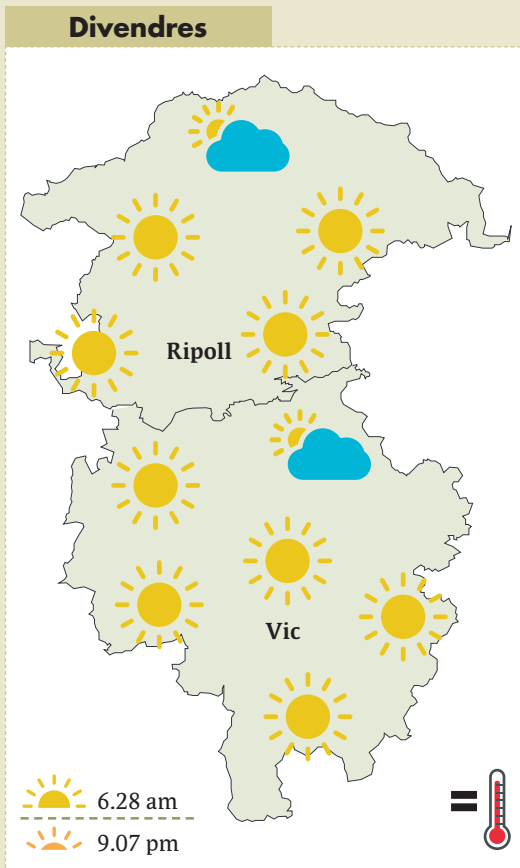 Divendres
Ripoll
Vic
6.28 am
9.07 pm
=